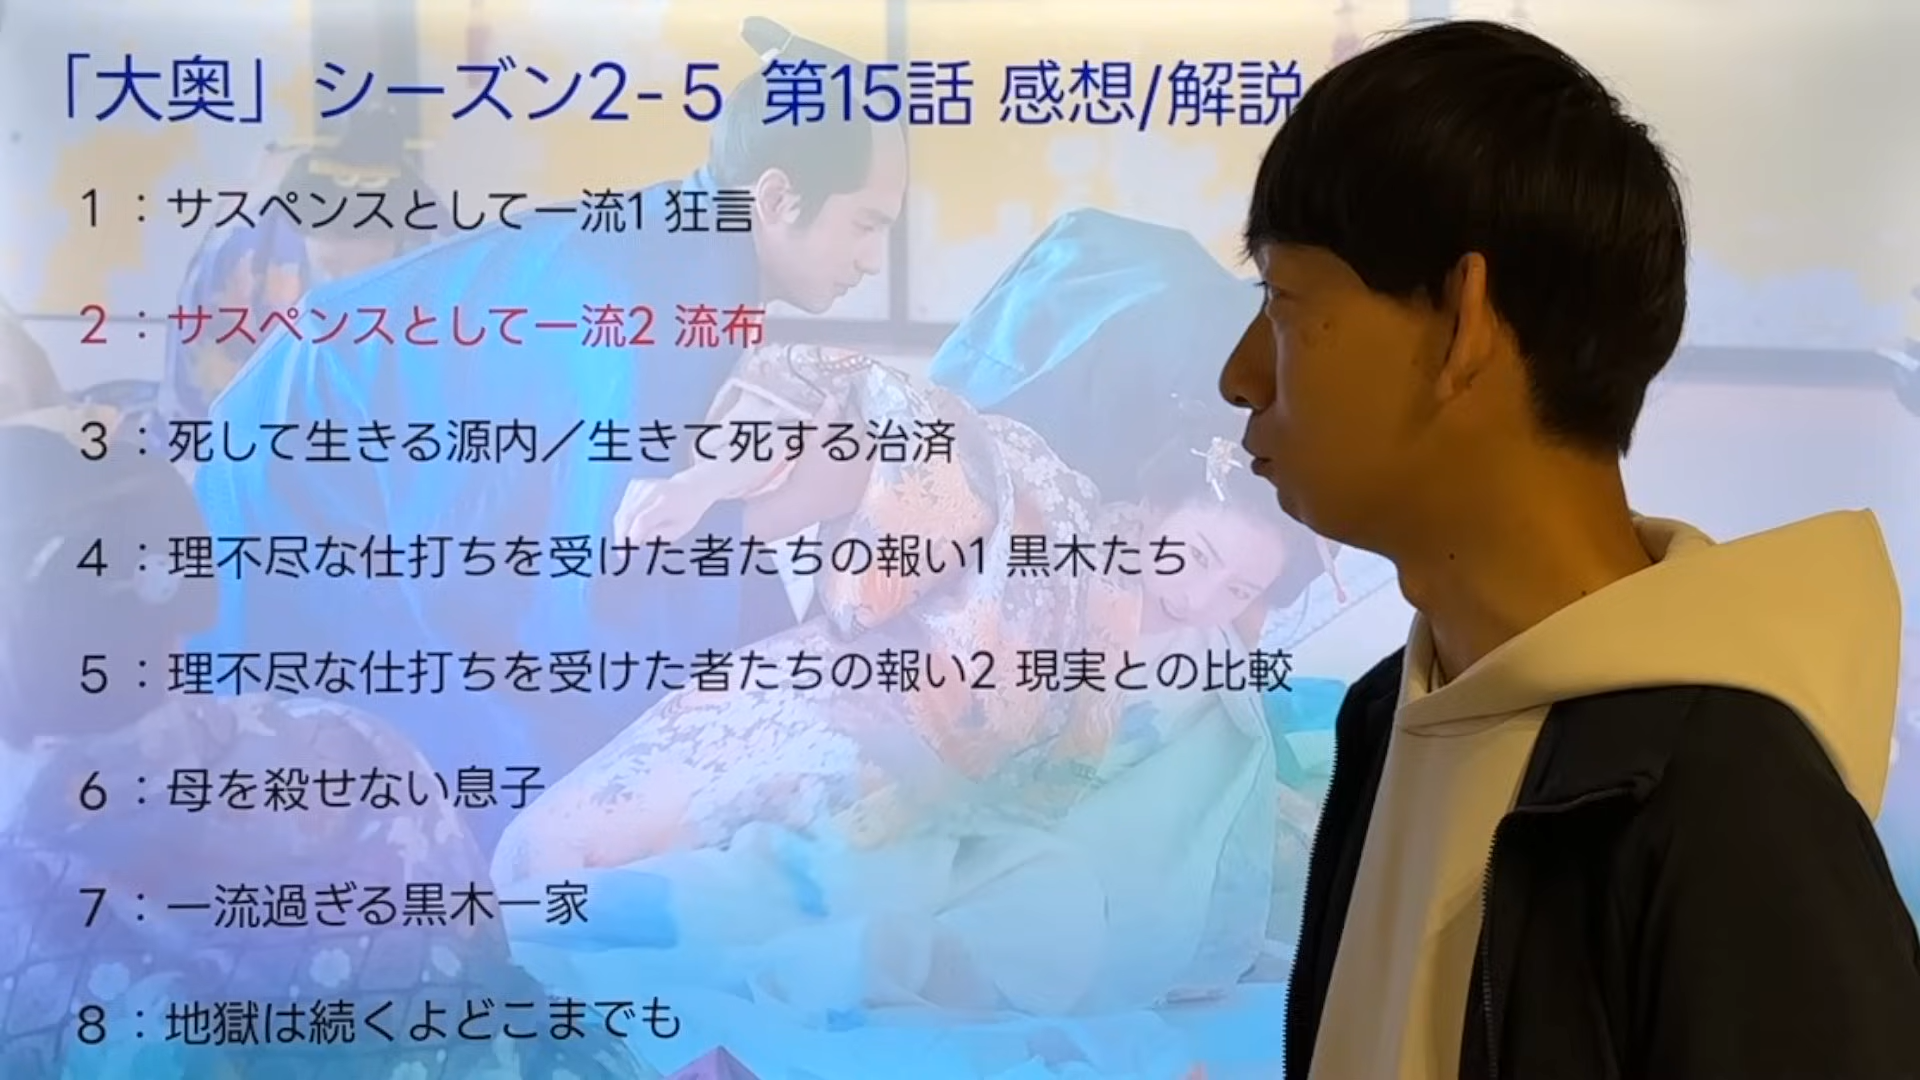 「大奥」シーズン2-5 第15話 感想/解説
1：サスペンスとして一流1 狂言
2：サスペンスとして一流2 流布
3：死して生きる源内／生きて死する治済
4：理不尽な仕打ちを受けた者たちの報い1 黒木たち
5：理不尽な仕打ちを受けた者たちの報い2 現実との比較
6：母を殺せない息子
7：一流過ぎる黒木一家
8：地獄は続くよどこまでも